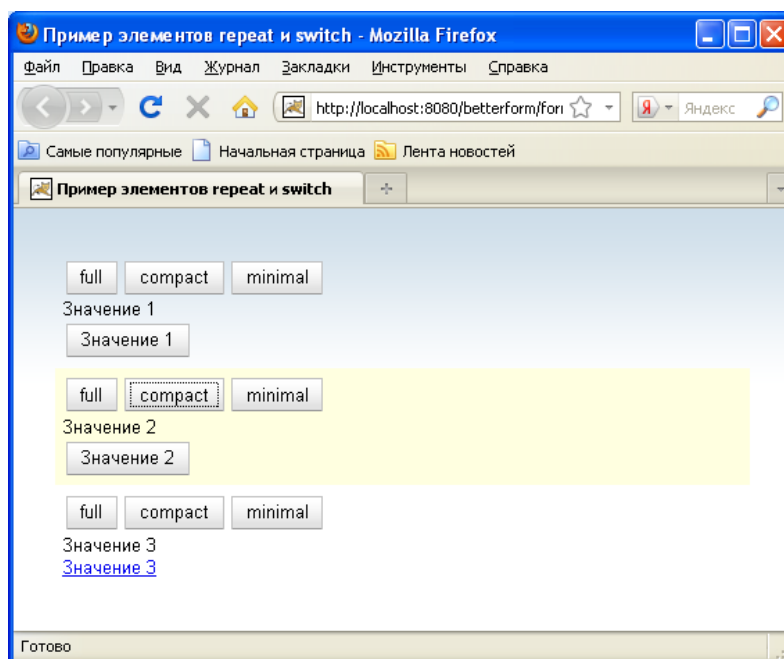 Пример элементов repeat и switch - Mozilla Firefox
Файл Правка Вид Журнал Закладки Инструменты Справка
http://localhost:8080/betterform/for Я Яндекс
Самые популярные Начальная страница Лента новостей
Пример элементов repeat и switch
full compact minimal
Значение 1
Значение 1
full compact minimal
Значение 2
Значение 2
full compact minimal
Значение 3
Значение 3
Готово